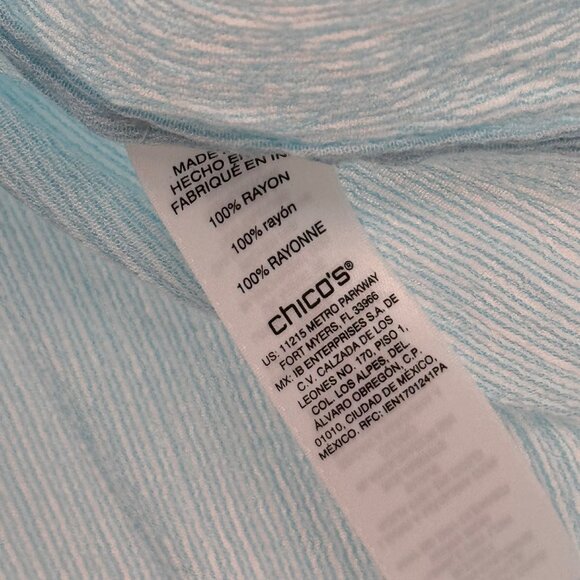 MADE
HECHO E
FABRIQUÉ EN IN
100% RAYON
100% rayón
100% RAYONNE
chico's®
US: 11215 METRO PARKWAY
FORT MYERS, FL 33966
MX: IB ENTERPRISES S.A. DE
C.V. CALZADA DE LOS
LEONES NO. 170, PISO 1,
COL. LOS ALPES, DEL
ÁLVARO OBREGÓN, C.P.
01010, CIUDAD DE MÉXICO,
MÉXICO. RFC: IEN1701241PA